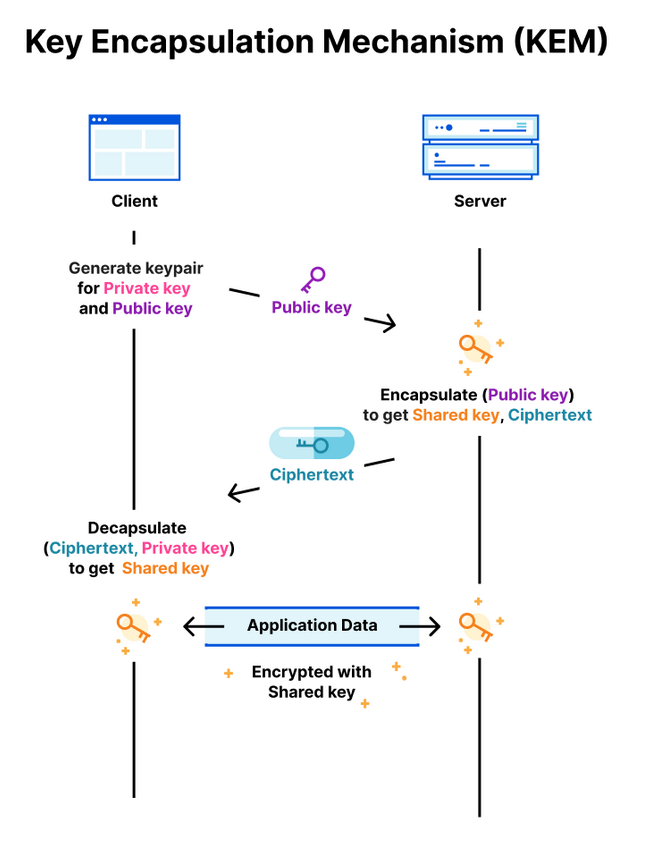 Key Encapsulation Mechanism (KEM)
Client
Server
Generate keypair
for Private key
and Public key
Public key
Encapsulate (Public key)
to get Shared key, Ciphertext
Ciphertext
Decapsulate
(Ciphertext, Private key)
to get Shared key
Application Data
Encrypted with
Shared key